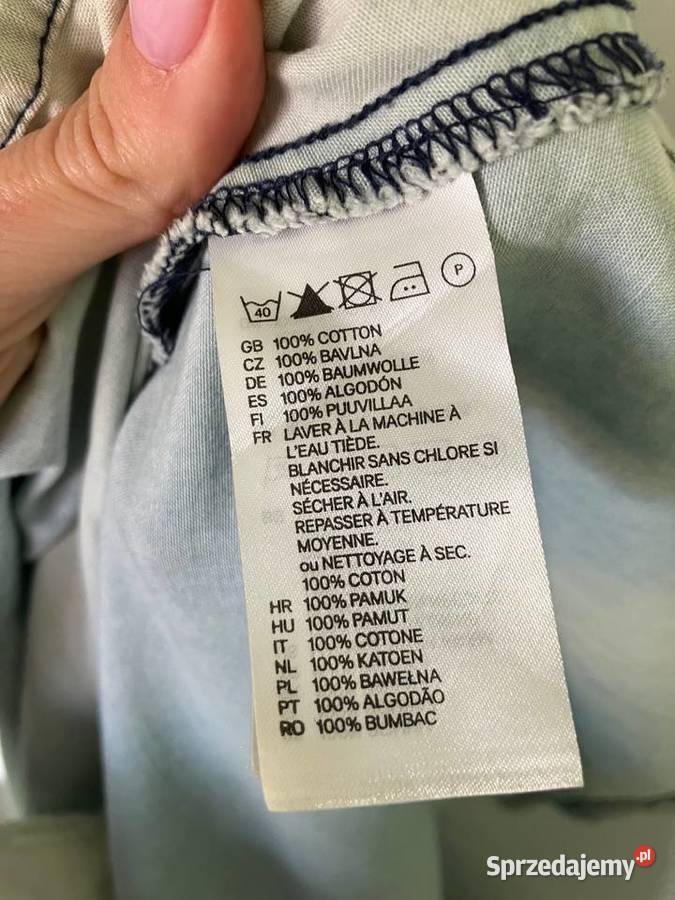 40
P
GB 100% COTTON
CZ 100% BAVLNA
DE 100% BAUMWOLLE
ES 100% ALGODÓN
FI 100% PUUVILLAA
FR LAVER À LA MACHINE À
L'EAU TIÈDE.
BLANCHIR SANS CHLORE SI
NÉCESSAIRE.
SÉCHER À L'AIR.
REPASSER À TEMPÉRATURE
MOYENNE.
ou NETTOYAGE À SEC.
100% COTON
HR 100% PAMUK
HU 100% PAMUT
IT 100% COTONE
NL 100% KATOEN
PL 100% BAWEŁNA
PT 100% ALGODÃO
RO 100% BUMBAC
Sprzedajemy.pl